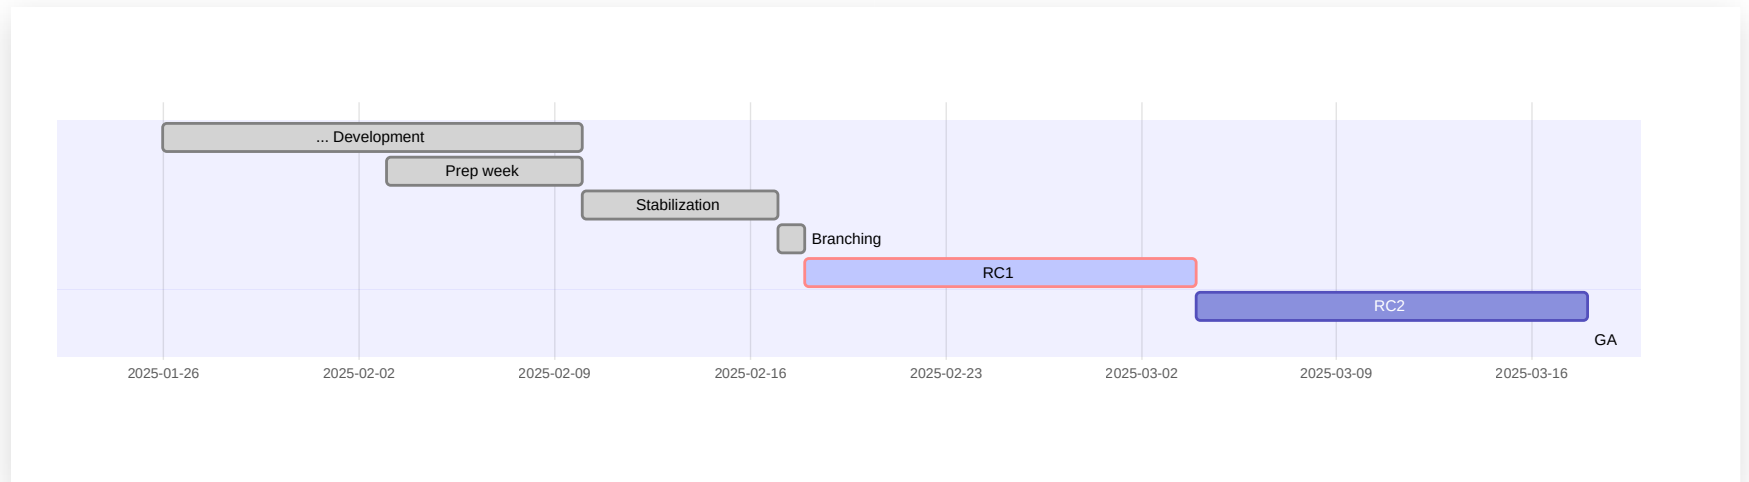 ... Development
Prep week
Stabilization
Branching
RC1
RC2
GA
2025-01-26 2025-02-02 2025-02-09 2025-02-16 2025-02-23 2025-03-02 2025-03-09 2025-03-16